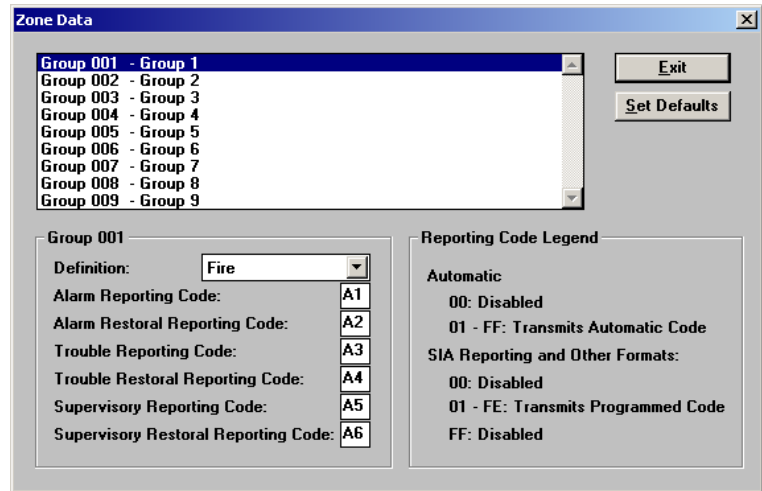 Zone Data
Group 001 - Group 1
Group 002 - Group 2
Group 003 - Group 3
Group 004 - Group 4
Group 005 - Group 5
Group 006 - Group 6
Group 007 - Group 7
Group 008 - Group 8
Group 009 - Group 9
Exit
Set Defaults
Group 001
Definition: Fire
Alarm Reporting Code: A1
Alarm Restoral Reporting Code: A2
Trouble Reporting Code: A3
Trouble Restoral Reporting Code: A4
Supervisory Reporting Code: A5
Supervisory Restoral Reporting Code: A6
Reporting Code Legend
Automatic
00: Disabled
01 - FF: Transmits Automatic Code
SIA Reporting and Other Formats:
00: Disabled
01 - FE: Transmits Programmed Code
FF: Disabled